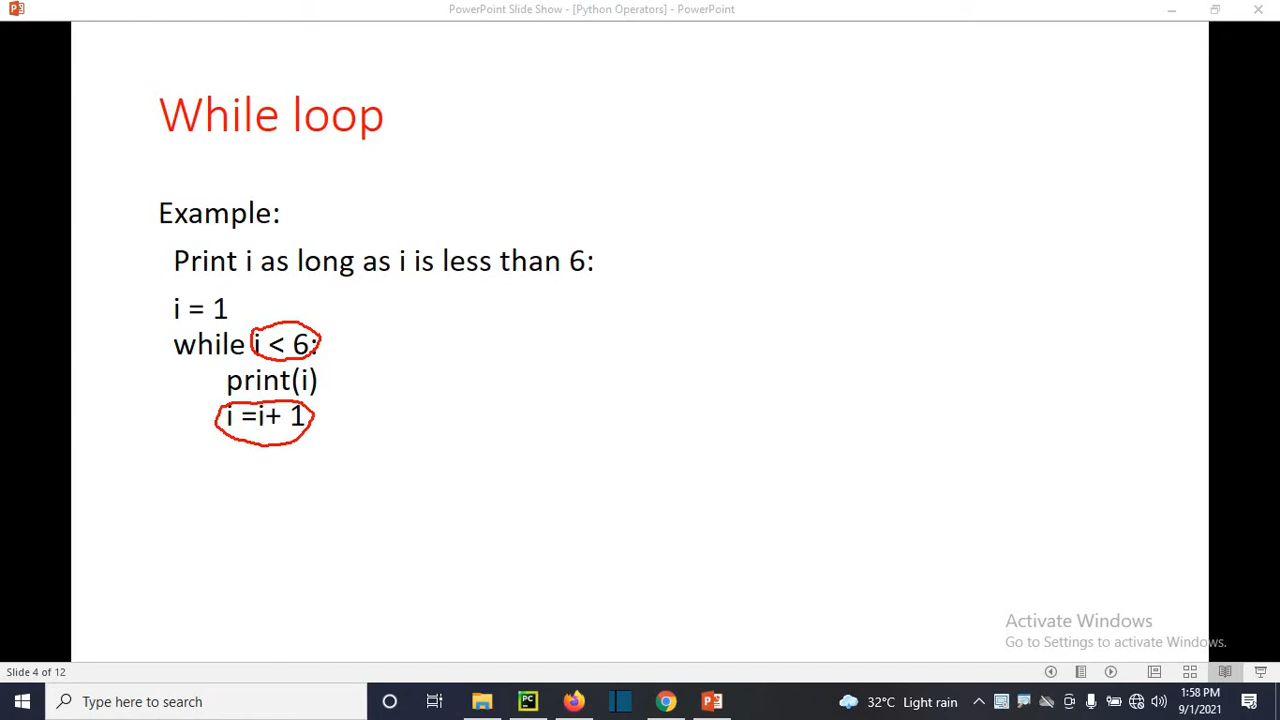 PowerPoint Slide Show - [Python Operators] - PowerPoint
While loop
Example:
Print i as long as i is less than 6:
i = 1
while i < 6:
print(i)
i =i+ 1
Activate Windows
Go to Settings to activate Windows.
Slide 4 of 12
Type here to search
PC
32°C Light rain
1:58 PM
9/1/2021